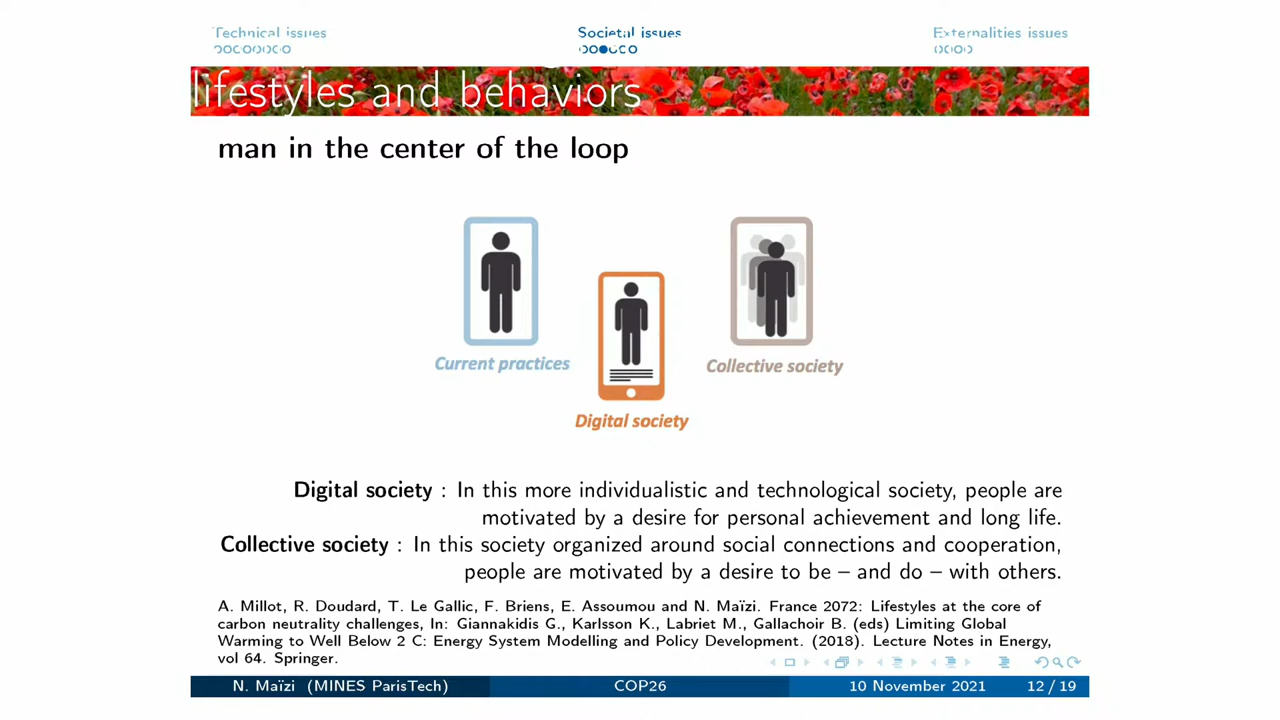 Technical issues
Societal issues
Externalities issues
lifestyles and behaviors
man in the center of the loop
Current practices
Collective society
Digital society
Digital society : In this more individualistic and technological society, people are
motivated by a desire for personal achievement and long life.
Collective society : In this society organized around social connections and cooperation,
people are motivated by a desire to be – and do – with others.
A. Millot, R. Doudard, T. Le Gallic, F. Briens, E. Assoumou and N. Maïzi. France 2072: Lifestyles at the core of
carbon neutrality challenges, In: Giannakidis G., Karlsson K., Labriet M., Gallachoir B. (eds) Limiting Global
Warming to Well Below 2 C: Energy System Modelling and Policy Development. (2018). Lecture Notes in Energy,
vol 64. Springer.
N. Maïzi (MINES ParisTech)
COP26
10 November 2021
12 / 19